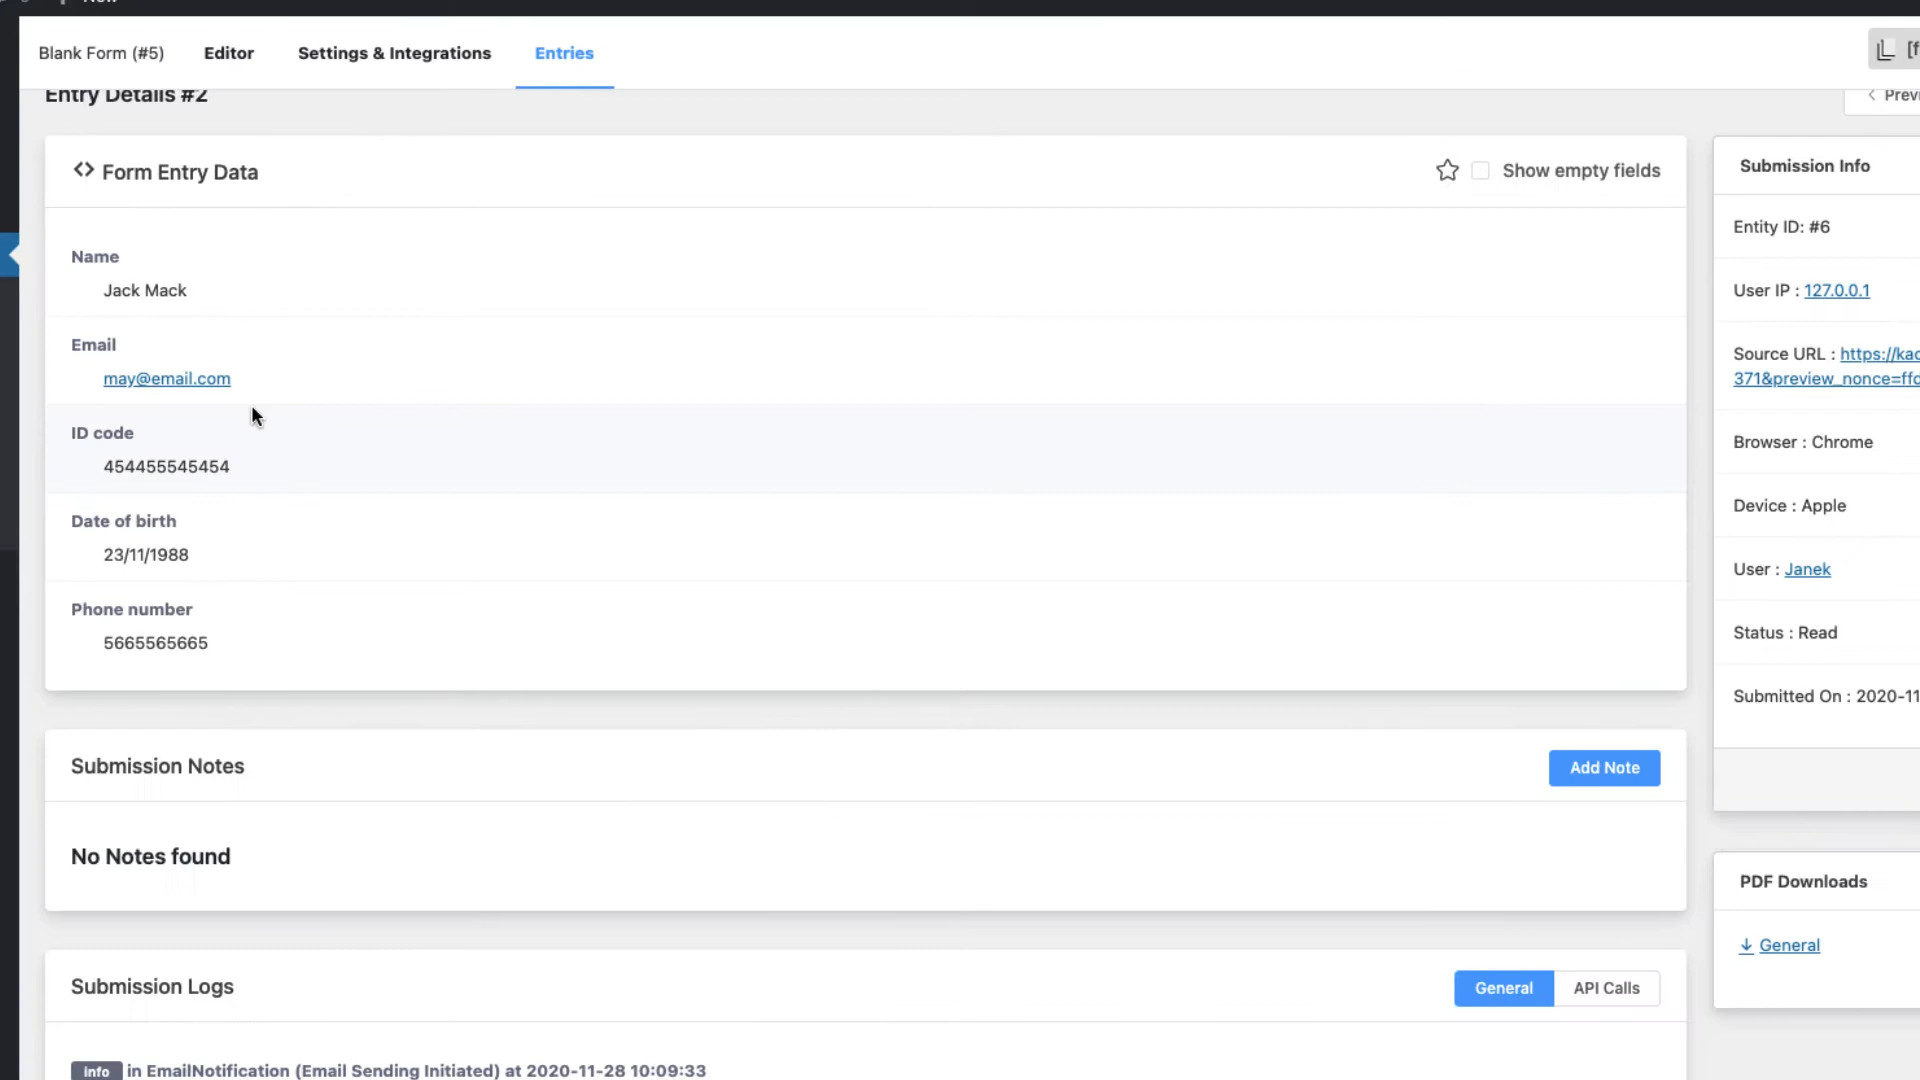 Blank Form (#5) Editor Settings & Integrations Entries [f
Entry Details #2 Previ
Form Entry Data Show empty fields
Name
Jack Mack
Email
may@email.com
ID code
454455545454
Date of birth
23/11/1988
Phone number
5665565665
Submission Notes Add Note
No Notes found
Submission Logs General API Calls
info in EmailNotification (Email Sending Initiated) at 2020-11-28 10:09:33
Submission Info
Entity ID: #6
User IP : 127.0.0.1
Source URL : https://kad
371&preview_nonce=ffd
Browser : Chrome
Device : Apple
User : Janek
Status : Read
Submitted On : 2020-11
PDF Downloads
General